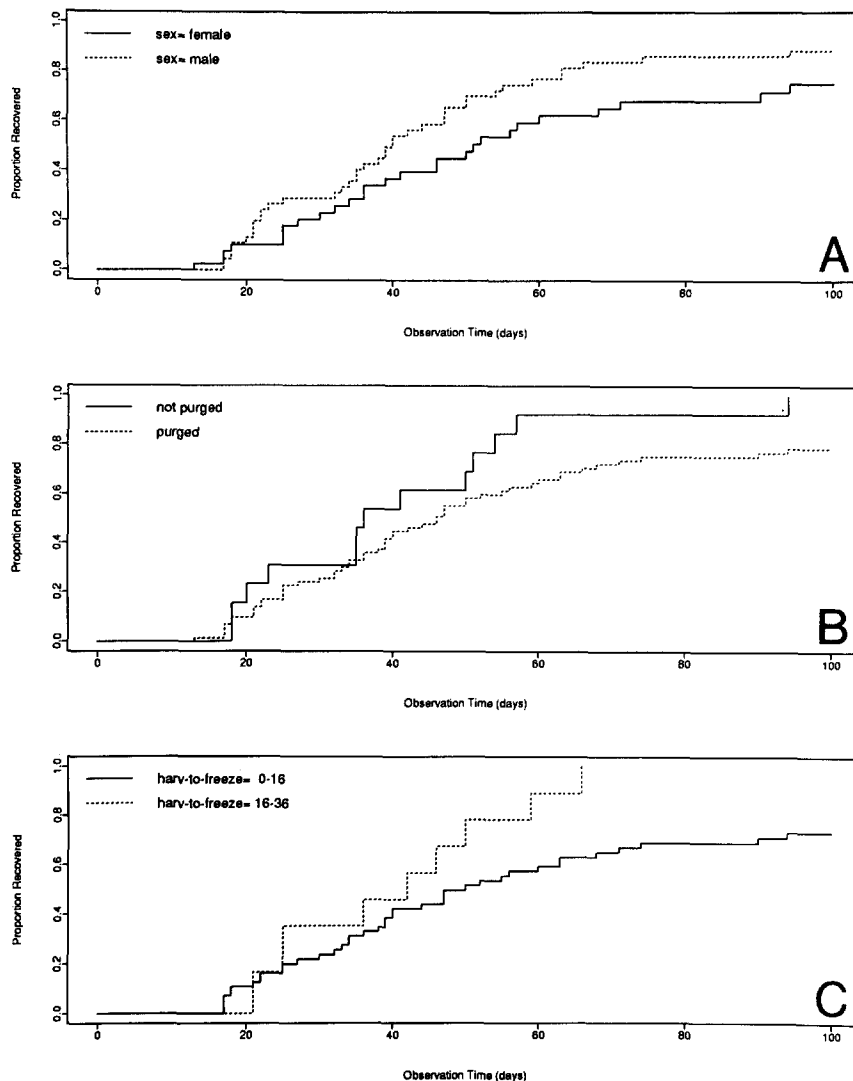 sex= female
sex= male
1.0
0.8
0.6
0.4
0.2
0.0
Proportion Recovered
A
0 20 40 60 80 100
Observation Time (days)
not purged
purged
1.0
0.8
0.6
0.4
0.2
0.0
Proportion Recovered
B
0 20 40 60 80 100
Observation Time (days)
harv-to-freeze= 0-16
harv-to-freeze= 16-36
1.0
0.8
0.6
0.4
0.2
0.0
Proportion Recovered
C
0 20 40 60 80 100
Observation Time (days)